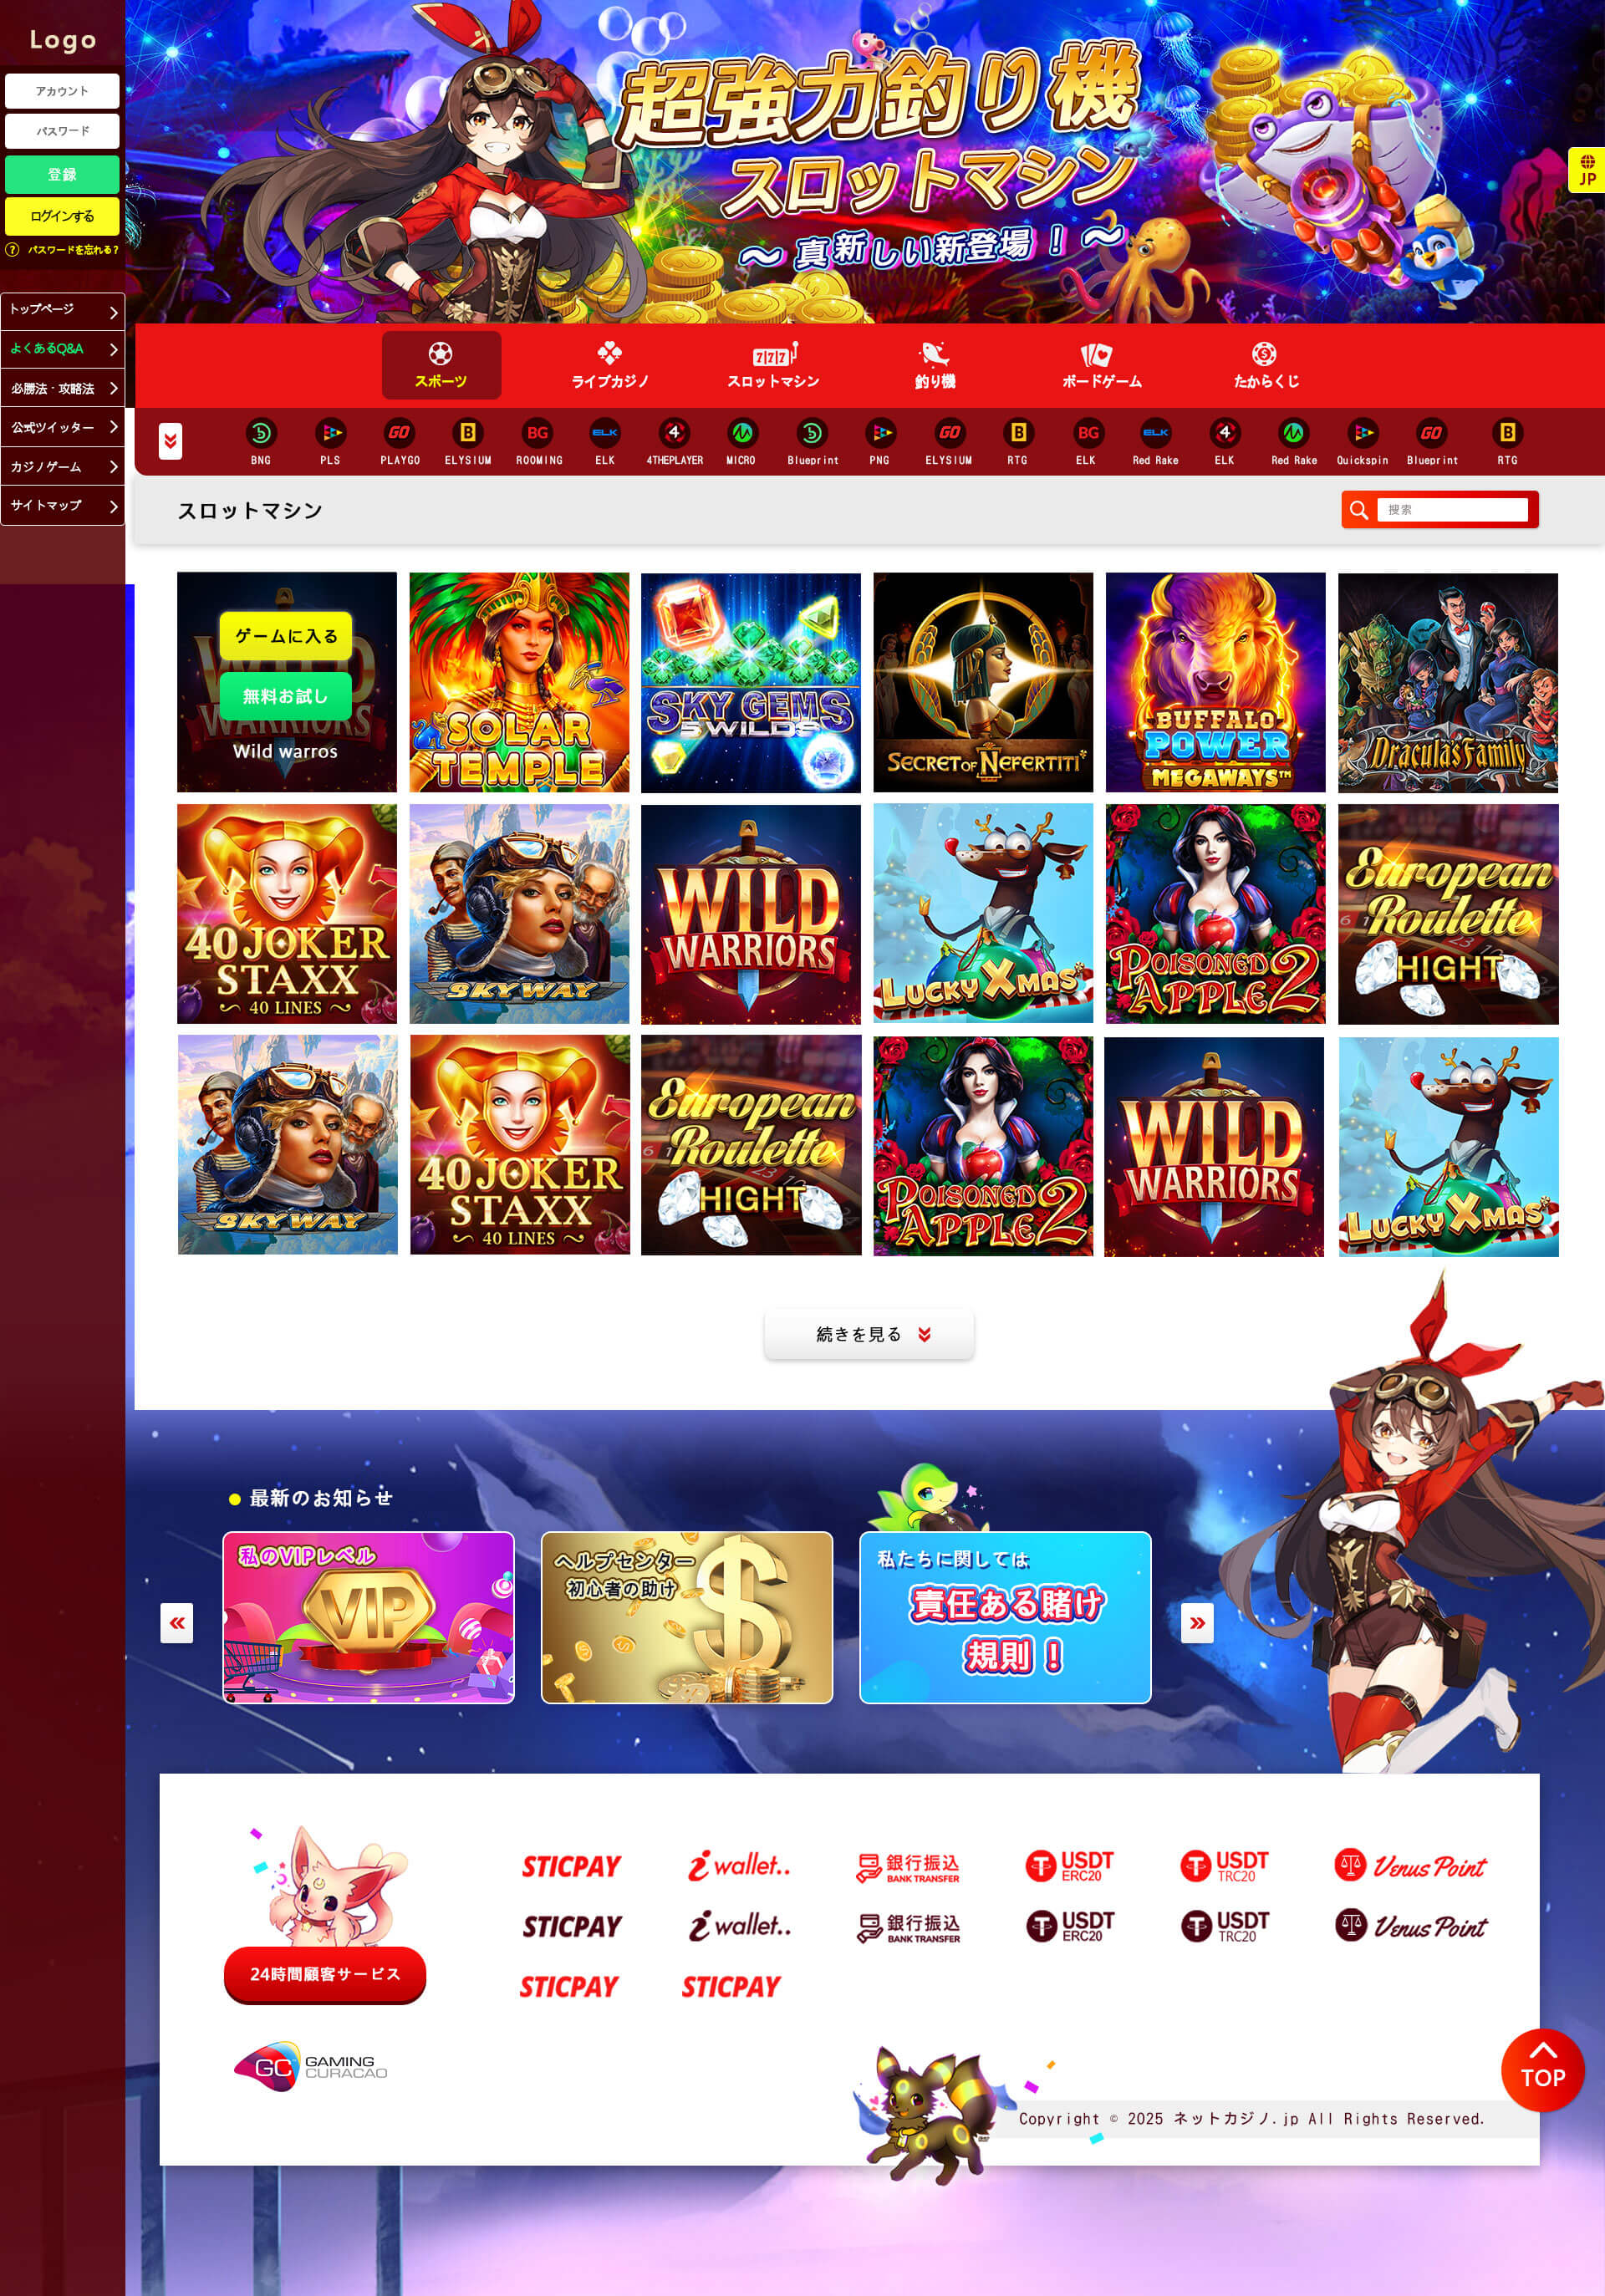 Logo
アカウント
パスワード
登録
ログインする
? パスワードを忘れる？
トップページ
よくあるQ&A
必勝法・攻略法
公式ツイッター
カジノゲーム
サイトマップ
超強力釣り機
スロットマシン
～ 真新しい新登場！～
JP
スポーツ
ライブカジノ
777
スロットマシン
釣り機
ボードゲーム
たからくじ
BNG PLS PLAYGO ELYSIUM ROOMING ELK 4THEPLAYER MICRO Blueprint PNG ELYSIUM RTG ELK Red Rake ELK Red Rake Quickspin Blueprint RTG
スロットマシン
搜索
ゲームに入る
無料お試し
WILD WARRIORS
Wild warros
SOLAR TEMPLE
SKY GEMS
5 WILDS
SECRET OF NEFERTITI
BUFFALO
POWER
MEGAWAYS™
Dracula's Family
40 JOKER
STAXX
～ 40 LINES ～
SKY WAY
WILD
WARRIORS
LUCKY XMAS
POISONED
APPLE 2
European
Roulette
HIGHT
SKY WAY
40 JOKER
STAXX
～ 40 LINES ～
European
Roulette
HIGHT
POISONED
APPLE 2
WILD
WARRIORS
LUCKY XMAS
続きを見る
最新のお知らせ
私のVIPレベル
VIP
ヘルプセンター
初心者の助け
$
私たちに関しては
責任ある賭け
規則！
STICPAY i wallet.. 銀行振込 BANK TRANSFER USDT ERC20 USDT TRC20 Venus Point
STICPAY i wallet.. 銀行振込 BANK TRANSFER USDT ERC20 USDT TRC20 Venus Point
24時間顧客サービス
STICPAY STICPAY
GC GAMING
CURACAO
TOP
Copyright © 2025 ネットカジノ.jp All Rights Reserved.